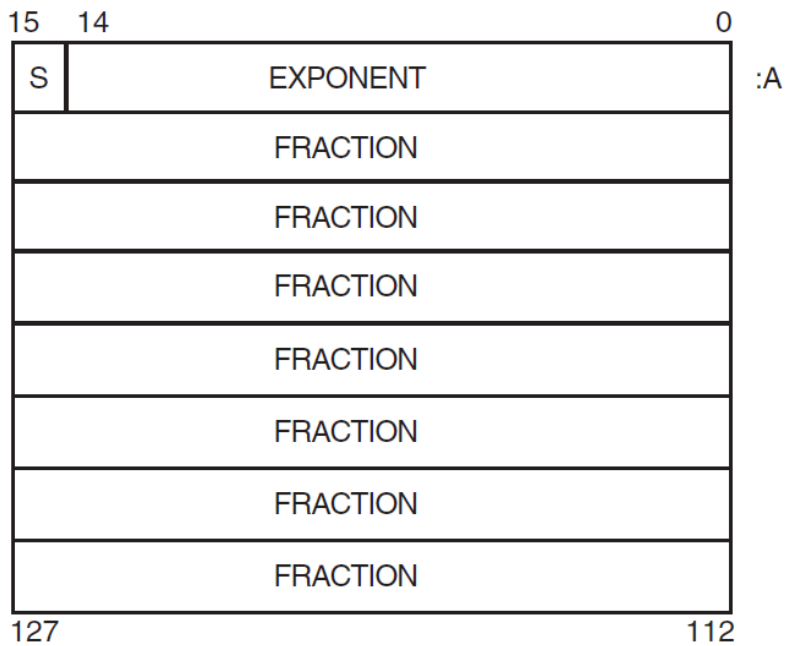 15 14 0
S EXPONENT :A
FRACTION
FRACTION
FRACTION
FRACTION
FRACTION
FRACTION
FRACTION
127 112